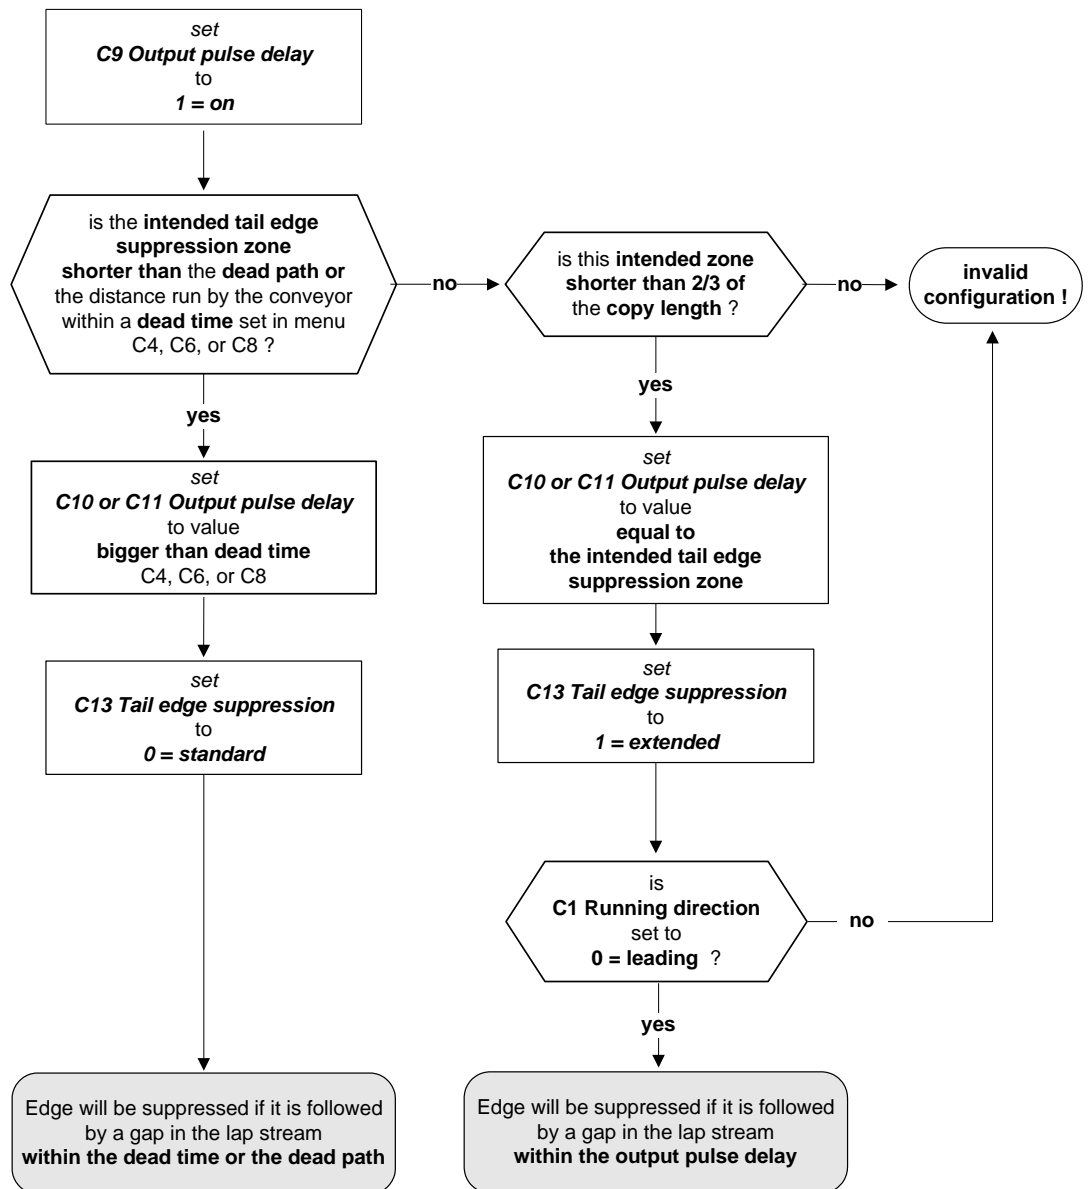 set
C9 Output pulse delay
to
1 = on
is the intended tail edge
suppression zone
shorter than the dead path or
the distance run by the conveyor
within a dead time set in menu
C4, C6, or C8 ?
no
is this intended zone
shorter than 2/3 of
the copy length ?
no
invalid
configuration !
yes
set
C10 or C11 Output pulse delay
to value
bigger than dead time
C4, C6, or C8
yes
set
C10 or C11 Output pulse delay
to value
equal to
the intended tail edge
suppression zone
set
C13 Tail edge suppression
to
0 = standard
set
C13 Tail edge suppression
to
1 = extended
is
C1 Running direction
set to
0 = leading ?
no
yes
Edge will be suppressed if it is followed
by a gap in the lap stream
within the dead time or the dead path
Edge will be suppressed if it is followed
by a gap in the lap stream
within the output pulse delay